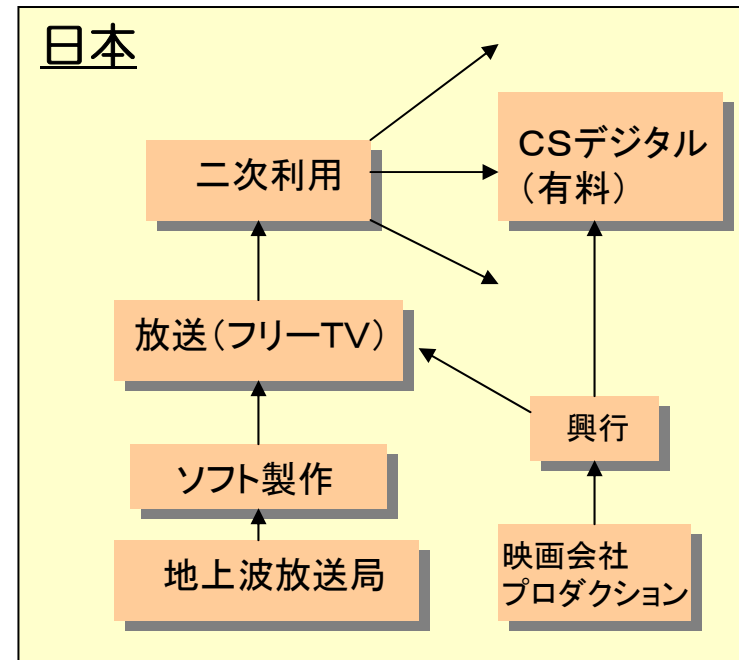 日本
二次利用
CSデジタル
(有料)
放送(フリーTV)
興行
ソフト製作
地上波放送局
映画会社
プロダクション